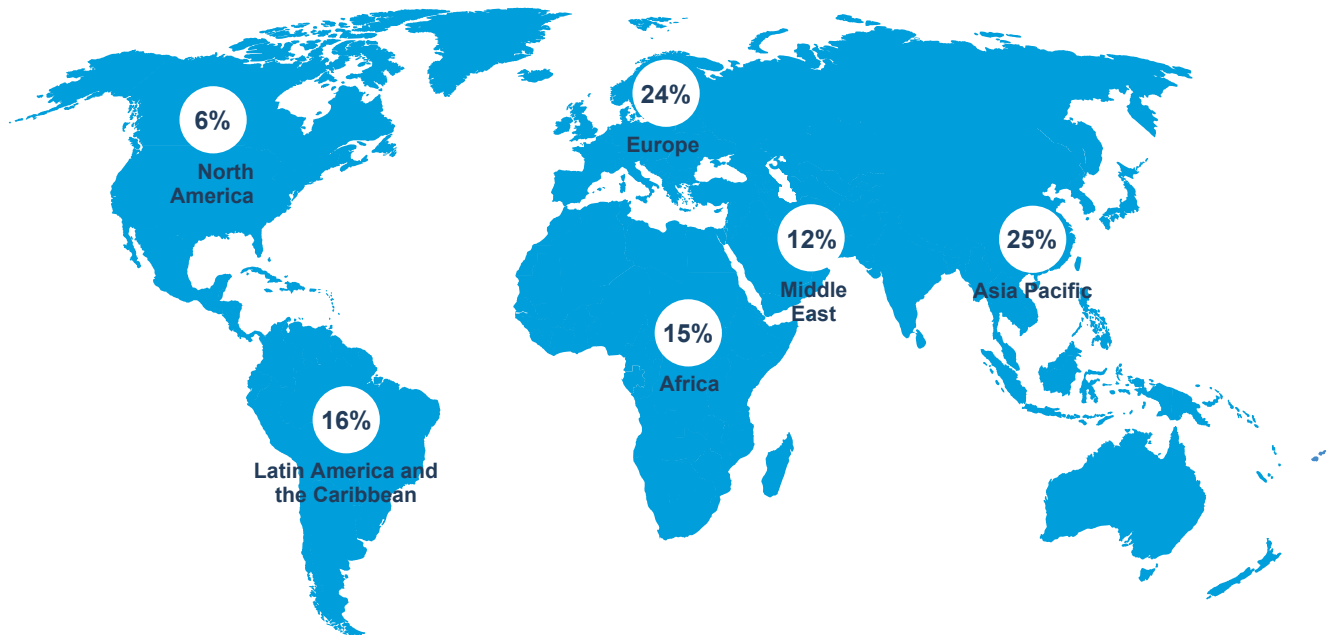 6%
North
America
24%
Europe
12%
Middle
East
25%
Asia Pacific
15%
Africa
16%
Latin America and
the Caribbean